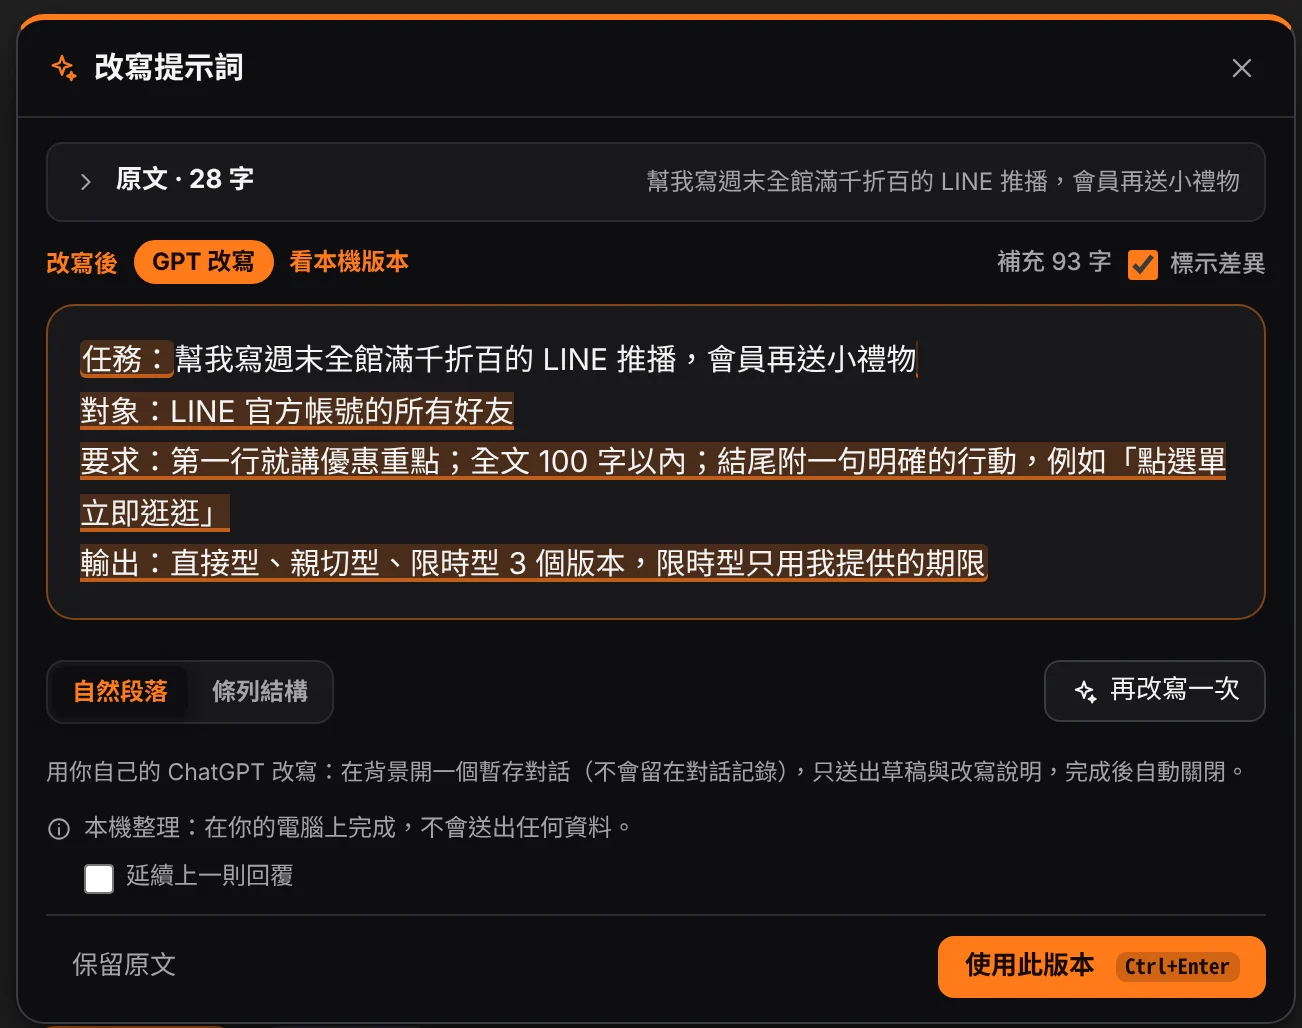 改寫提示詞
原文 · 28 字
幫我寫週末全館滿千折百的 LINE 推播，會員再送小禮物
改寫後 GPT 改寫 看本機版本
補充 93 字 標示差異
任務：幫我寫週末全館滿千折百的 LINE 推播，會員再送小禮物
對象：LINE 官方帳號的所有好友
要求：第一行就講優惠重點；全文 100 字以內；結尾附一句明確的行動，例如「點選單
立即逛逛」
輸出：直接型、親切型、限時型 3 個版本，限時型只用我提供的期限
自然段落 條列結構
再改寫一次
用你自己的 ChatGPT 改寫：在背景開一個暫存對話（不會留在對話記錄），只送出草稿與改寫說明，完成後自動關閉。
本機整理：在你的電腦上完成，不會送出任何資料。
延續上一則回覆
保留原文
使用此版本 Ctrl+Enter